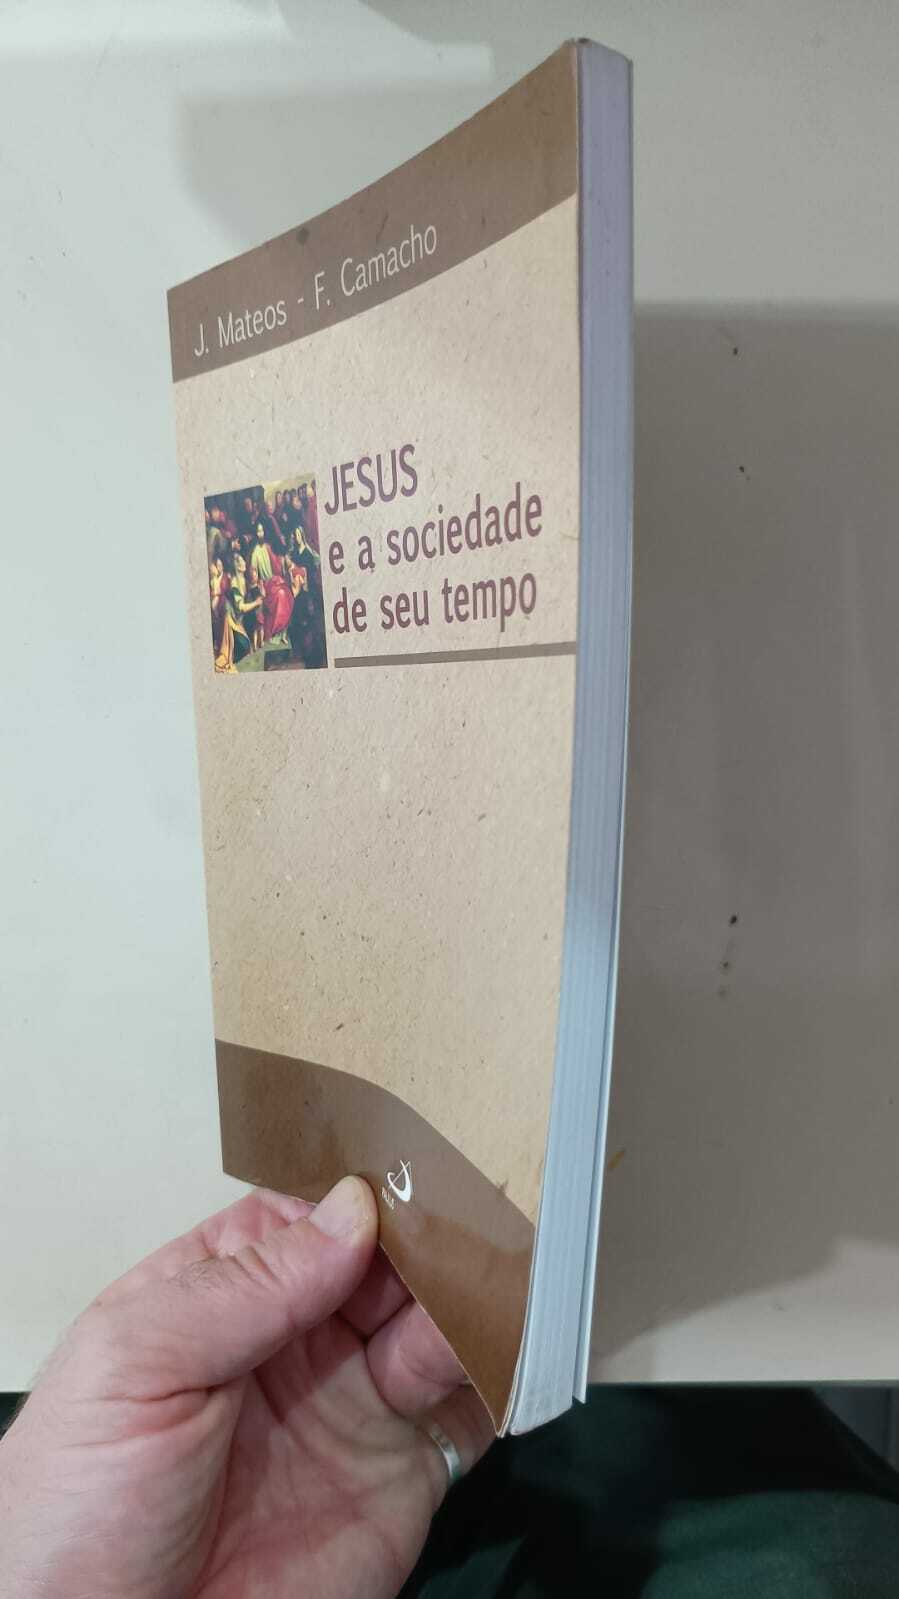 J. Mateos - F. Camacho
JESUS
e a sociedade
de seu tempo